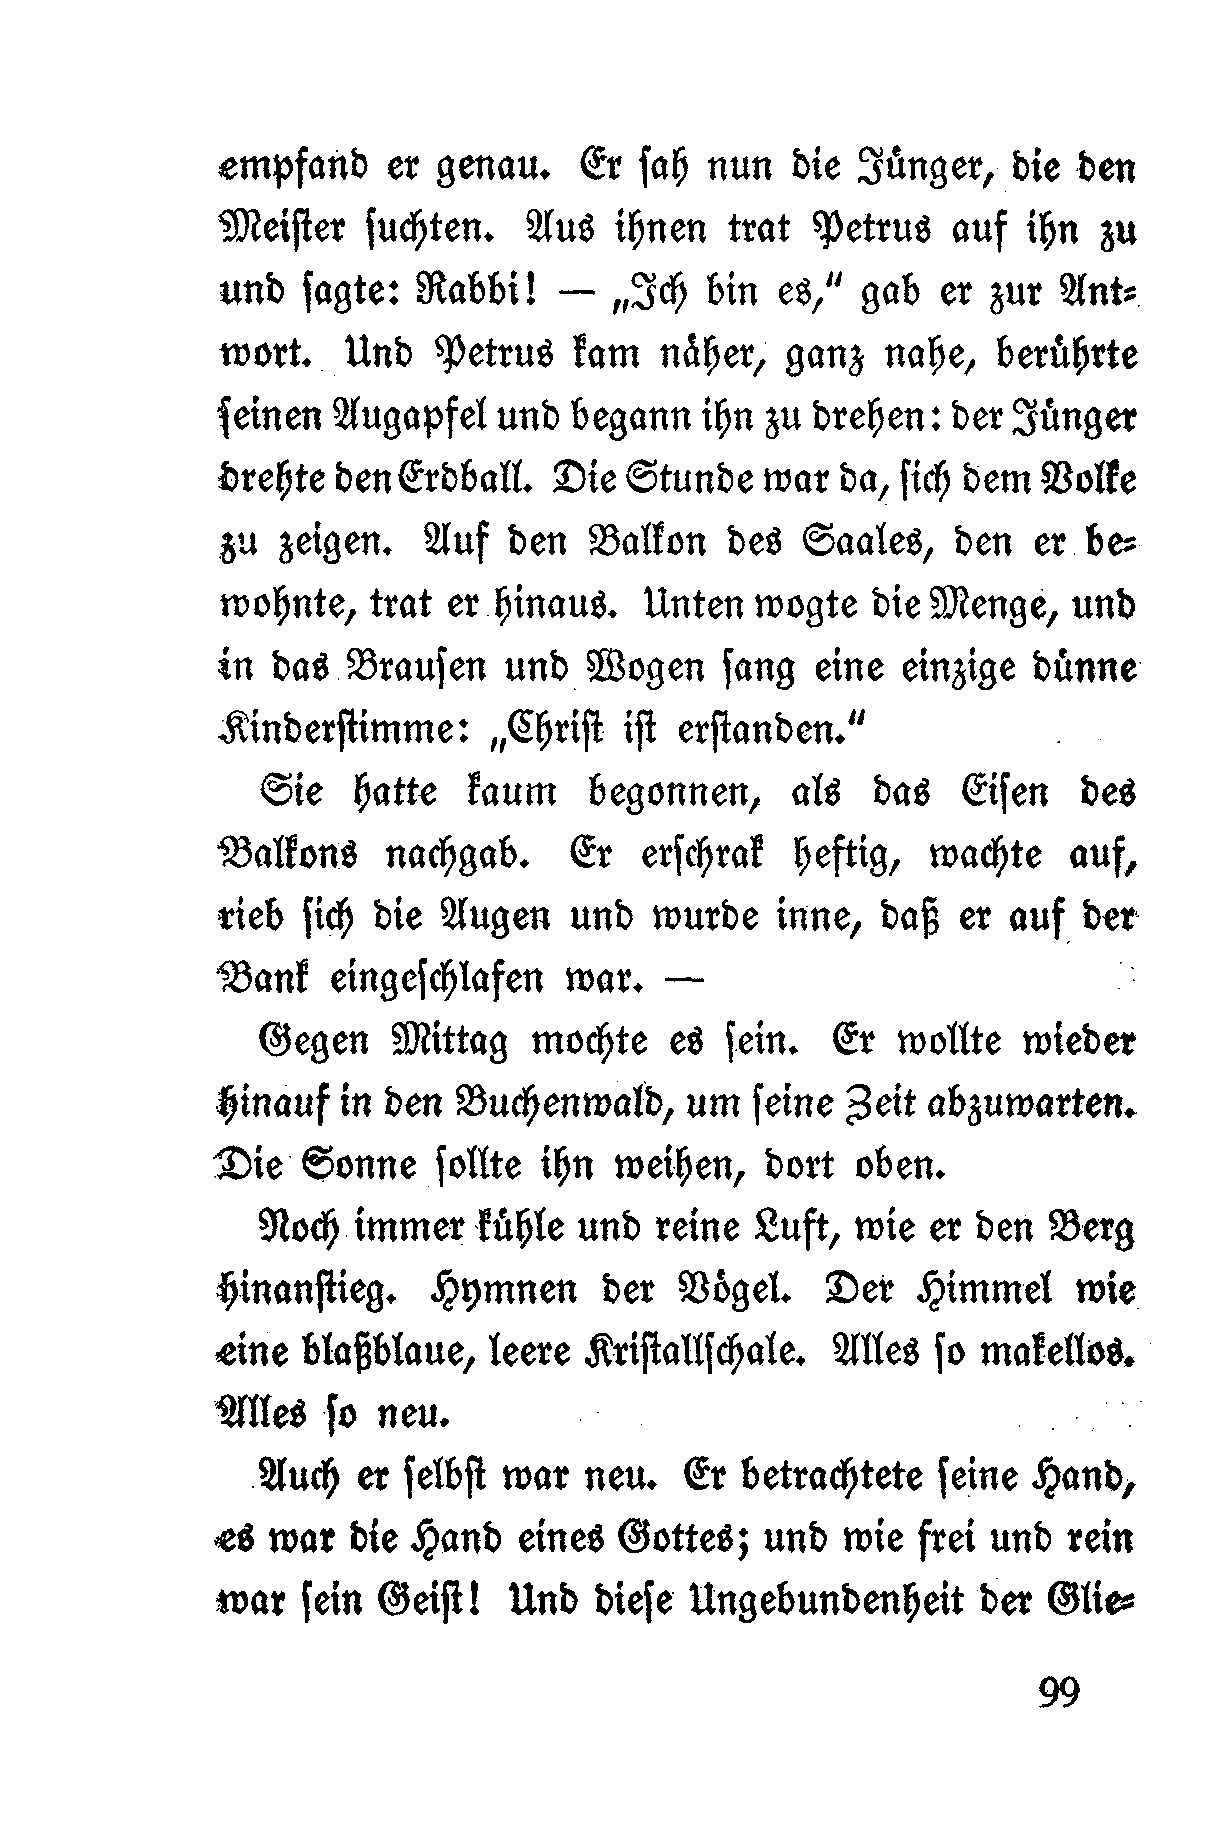 empfand er genau. Er ſah nun die Jünger, die den
Meiſter ſuchten. Aus ihnen trat Petrus auf ihn zu
und ſagte: Rabbi! — „Ich bin es,“ gab er zur Ant⸗
wort. Und Petrus kam näher, ganz nahe, berührte
ſeinen Augapfel und begann ihn zu drehen: der Jünger
drehte den Erdball. Die Stunde war da, ſich dem Volke
zu zeigen. Auf den Balkon des Saales, den er be⸗
wohnte, trat er hinaus. Unten wogte die Menge, und
in das Brauſen und Wogen ſang eine einzige dünne
Kinderſtimme: „Chriſt iſt erſtanden.“
Sie hatte kaum begonnen, als das Eiſen des
Balkons nachgab. Er erſchrak heftig, wachte auf,
rieb ſich die Augen und wurde inne, daß er auf der
Bank eingeſchlafen war. —
Gegen Mittag mochte es ſein. Er wollte wieder
hinauf in den Buchenwald, um ſeine Zeit abzuwarten.
Die Sonne ſollte ihn weihen, dort oben.
Noch immer kühle und reine Luft, wie er den Berg
hinanſtieg. Hymnen der Vögel. Der Himmel wie
eine blaßblaue, leere Kriſtallſchale. Alles ſo makellos.
Alles ſo neu.
Auch er ſelbſt war neu. Er betrachtete ſeine Hand,
es war die Hand eines Gottes; und wie frei und rein
war ſein Geiſt! Und dieſe Ungebundenheit der Glie⸗
99